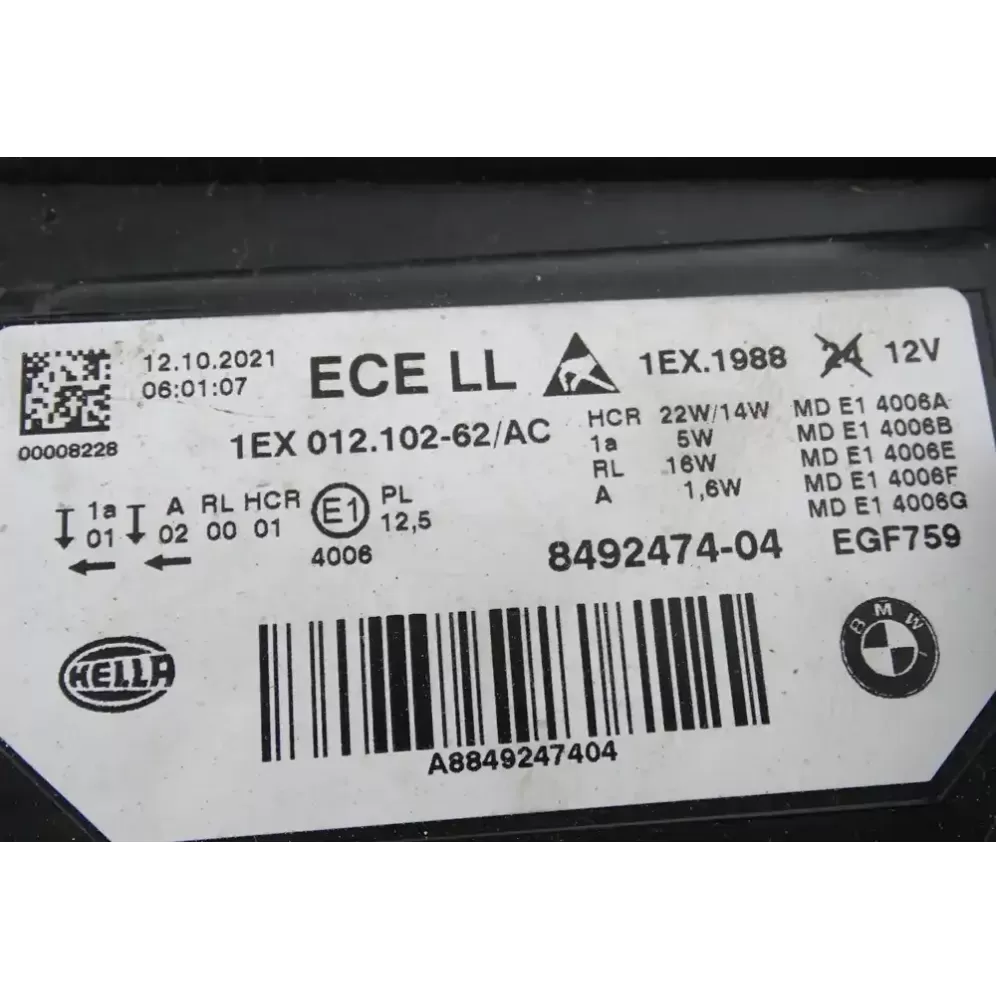 12.10.2021
06:01:07
00008228
ECE LL
1EX.1988 24 12V
1EX 012.102-62/AC
HCR 22W/14W
1a 5W
RL 16W
A 1,6W
MD E1 4006A
MD E1 4006B
MD E1 4006E
MD E1 4006F
MD E1 4006G
1a A RL HCR
01 02 00 01
E1
4006
PL
12,5
8492474-04
EGF759
HELLA
BMW
A8849247404